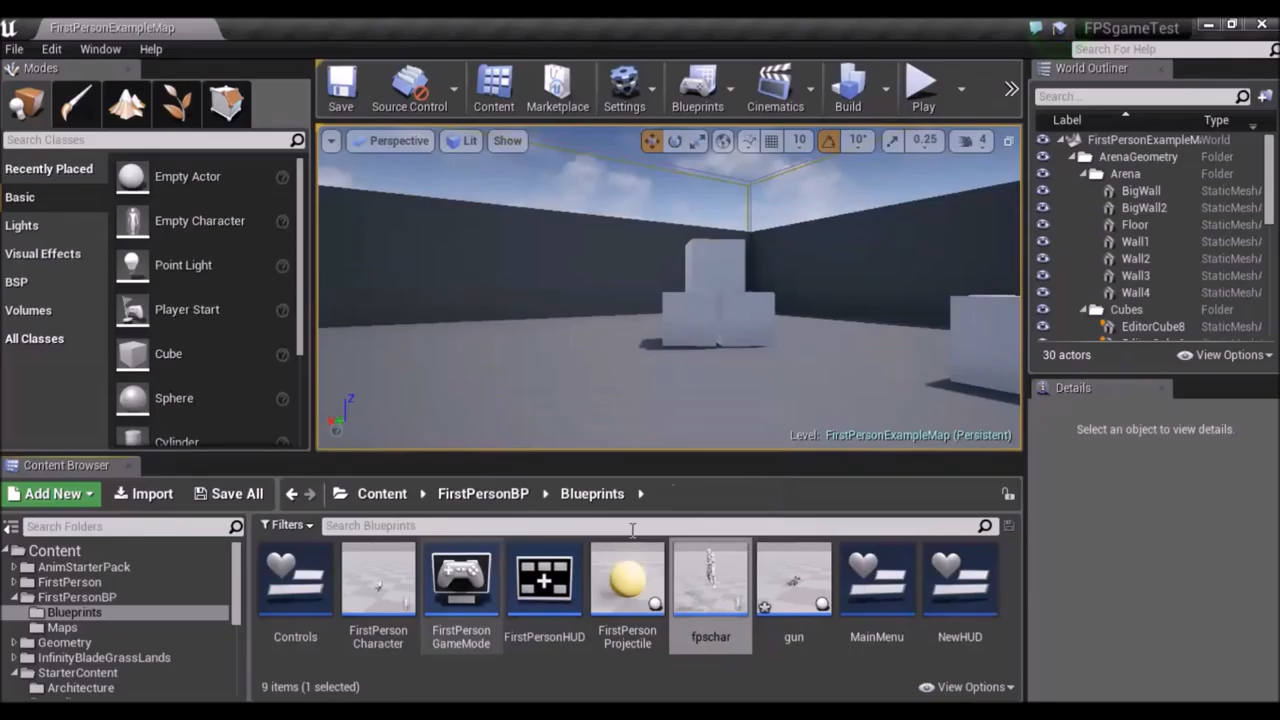 FirstPersonExampleMap
FPSgameTest
File Edit Window Help
Search For Help
Modes
Save
Source Control
Content
Marketplace
Settings
Blueprints
Cinematics
Build
Play
World Outliner
Search...
Label
Type
Search Classes
Recently Placed
Basic
Lights
Visual Effects
BSP
Volumes
All Classes
Empty Actor
Empty Character
Point Light
Player Start
Cube
Sphere
Cylinder
Perspective
Lit
Show
10
10°
0.25
4
Z
Level: FirstPersonExampleMap (Persistent)
FirstPersonExampleM World
ArenaGeometry Folder
Arena Folder
BigWall StaticMesh
BigWall2 StaticMesh
Floor StaticMesh
Wall1 StaticMesh
Wall2 StaticMesh
Wall3 StaticMesh
Wall4 StaticMesh
Cubes Folder
EditorCube8 StaticMesh
30 actors
View Options
Details
Select an object to view details.
Content Browser
Add New
Import
Save All
Content
FirstPersonBP
Blueprints
Search Folders
Filters
Search Blueprints
Content
AnimStarterPack
FirstPerson
FirstPersonBP
Blueprints
Maps
Geometry
InfinityBladeGrassLands
StarterContent
Architecture
Controls
FirstPerson
Character
FirstPerson
GameMode
FirstPersonHUD
FirstPerson
Projectile
fpschar
gun
MainMenu
NewHUD
9 items (1 selected)
View Options